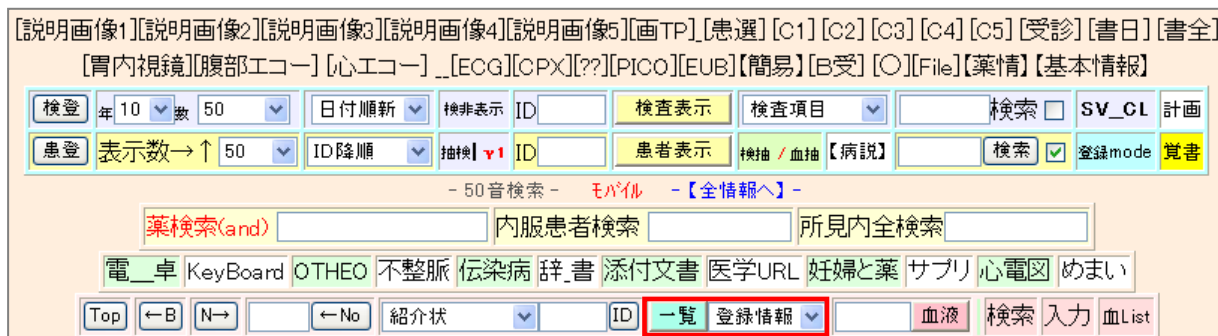 [説明画像1][説明画像2][説明画像3][説明画像4][説明画像5][画TP]_[患選] [C1] [C2] [C3] [C4] [C5] [受診] [書日] [書全]
[胃内視鏡][腹部エコー] [心エコー] __[ECG][CPX][??][PICO][EUB]【簡易】[B受] [○][File]【薬情】【基本情報】
検登 年 10 数 50 日付順新 検非表示 ID 検査表示 検査項目 検索 SV_CL 計画
患登 表示数→↑ 50 ID降順 抽検| γ1 ID 患者表示 検抽 / 血抽 【病説】 検索 登録mode 覚書
- 50音検索 - モバイル -【全情報へ】-
薬検索(and) 内服患者検索 所見内全検索
電__卓 KeyBoard OTHEO 不整脈 伝染病 辞_書 添付文書 医学URL 妊婦と薬 サプリ 心電図 めまい
Top ←B N→ ←No 紹介状 ID 一覧 登録情報 血液 検索 入力 血List